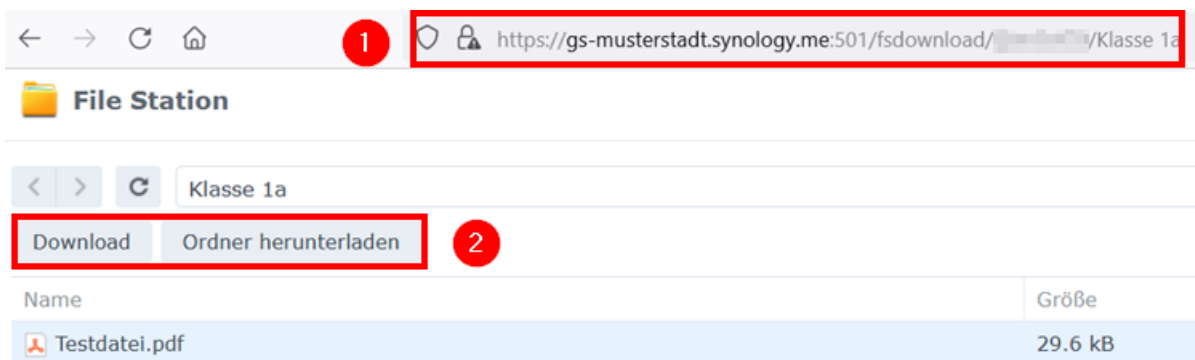 1 https://gs-musterstadt.synology.me:501/fsdownload/ /Klasse 1a
File Station
Klasse 1a
Download Ordner herunterladen 2
Name Größe
Testdatei.pdf 29.6 kB